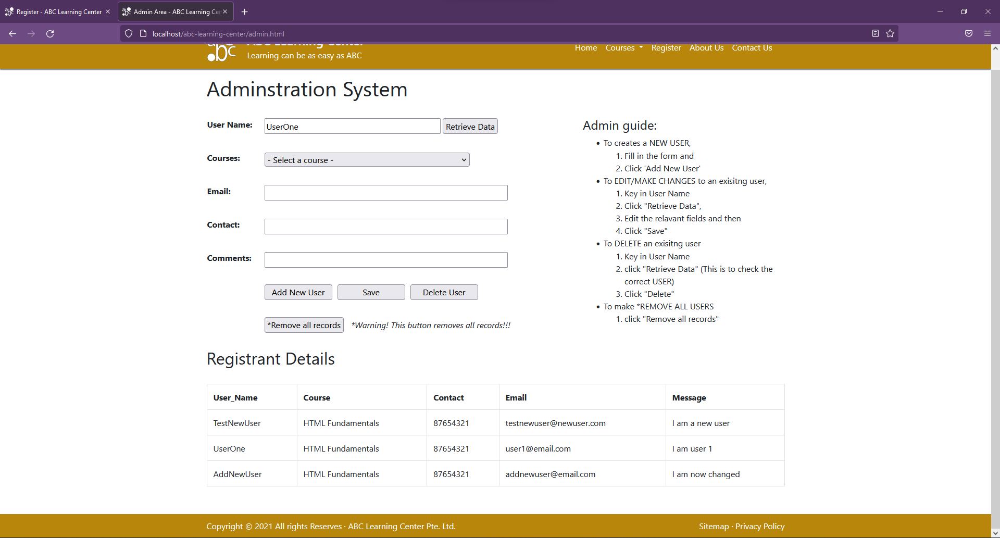 Register - ABC Learning Center
Admin Area - ABC Learning Cen
localhost/abc-learning-center/admin.html
abc
ABC Learning Center
Learning can be as easy as ABC
Home Courses Register About Us Contact Us
Adminstration System
User Name: UserOne Retrieve Data
Courses: - Select a course -
Email:
Contact:
Comments:
Add New User Save Delete User
*Remove all records *Warning! This button removes all records!!!
Admin guide:
• To creates a NEW USER,
1. Fill in the form and
2. Click 'Add New User'
• To EDIT/MAKE CHANGES to an exisitng user,
1. Key in User Name
2. Click "Retrieve Data",
3. Edit the relavant fields and then
4. Click "Save"
• To DELETE an exisitng user
1. Key in User Name
2. click "Retrieve Data" (This is to check the
correct USER)
3. Click "Delete"
• To make *REMOVE ALL USERS
1. click "Remove all records"
Registrant Details
User_Name Course Contact Email Message
TestNewUser HTML Fundamentals 87654321 testnewuser@newuser.com I am a new user
UserOne HTML Fundamentals 87654321 user1@email.com I am user 1
AddNewUser HTML Fundamentals 87654321 addnewuser@email.com I am now changed
Copyright © 2021 All rights Reserves · ABC Learning Center Pte. Ltd.
Sitemap · Privacy Policy